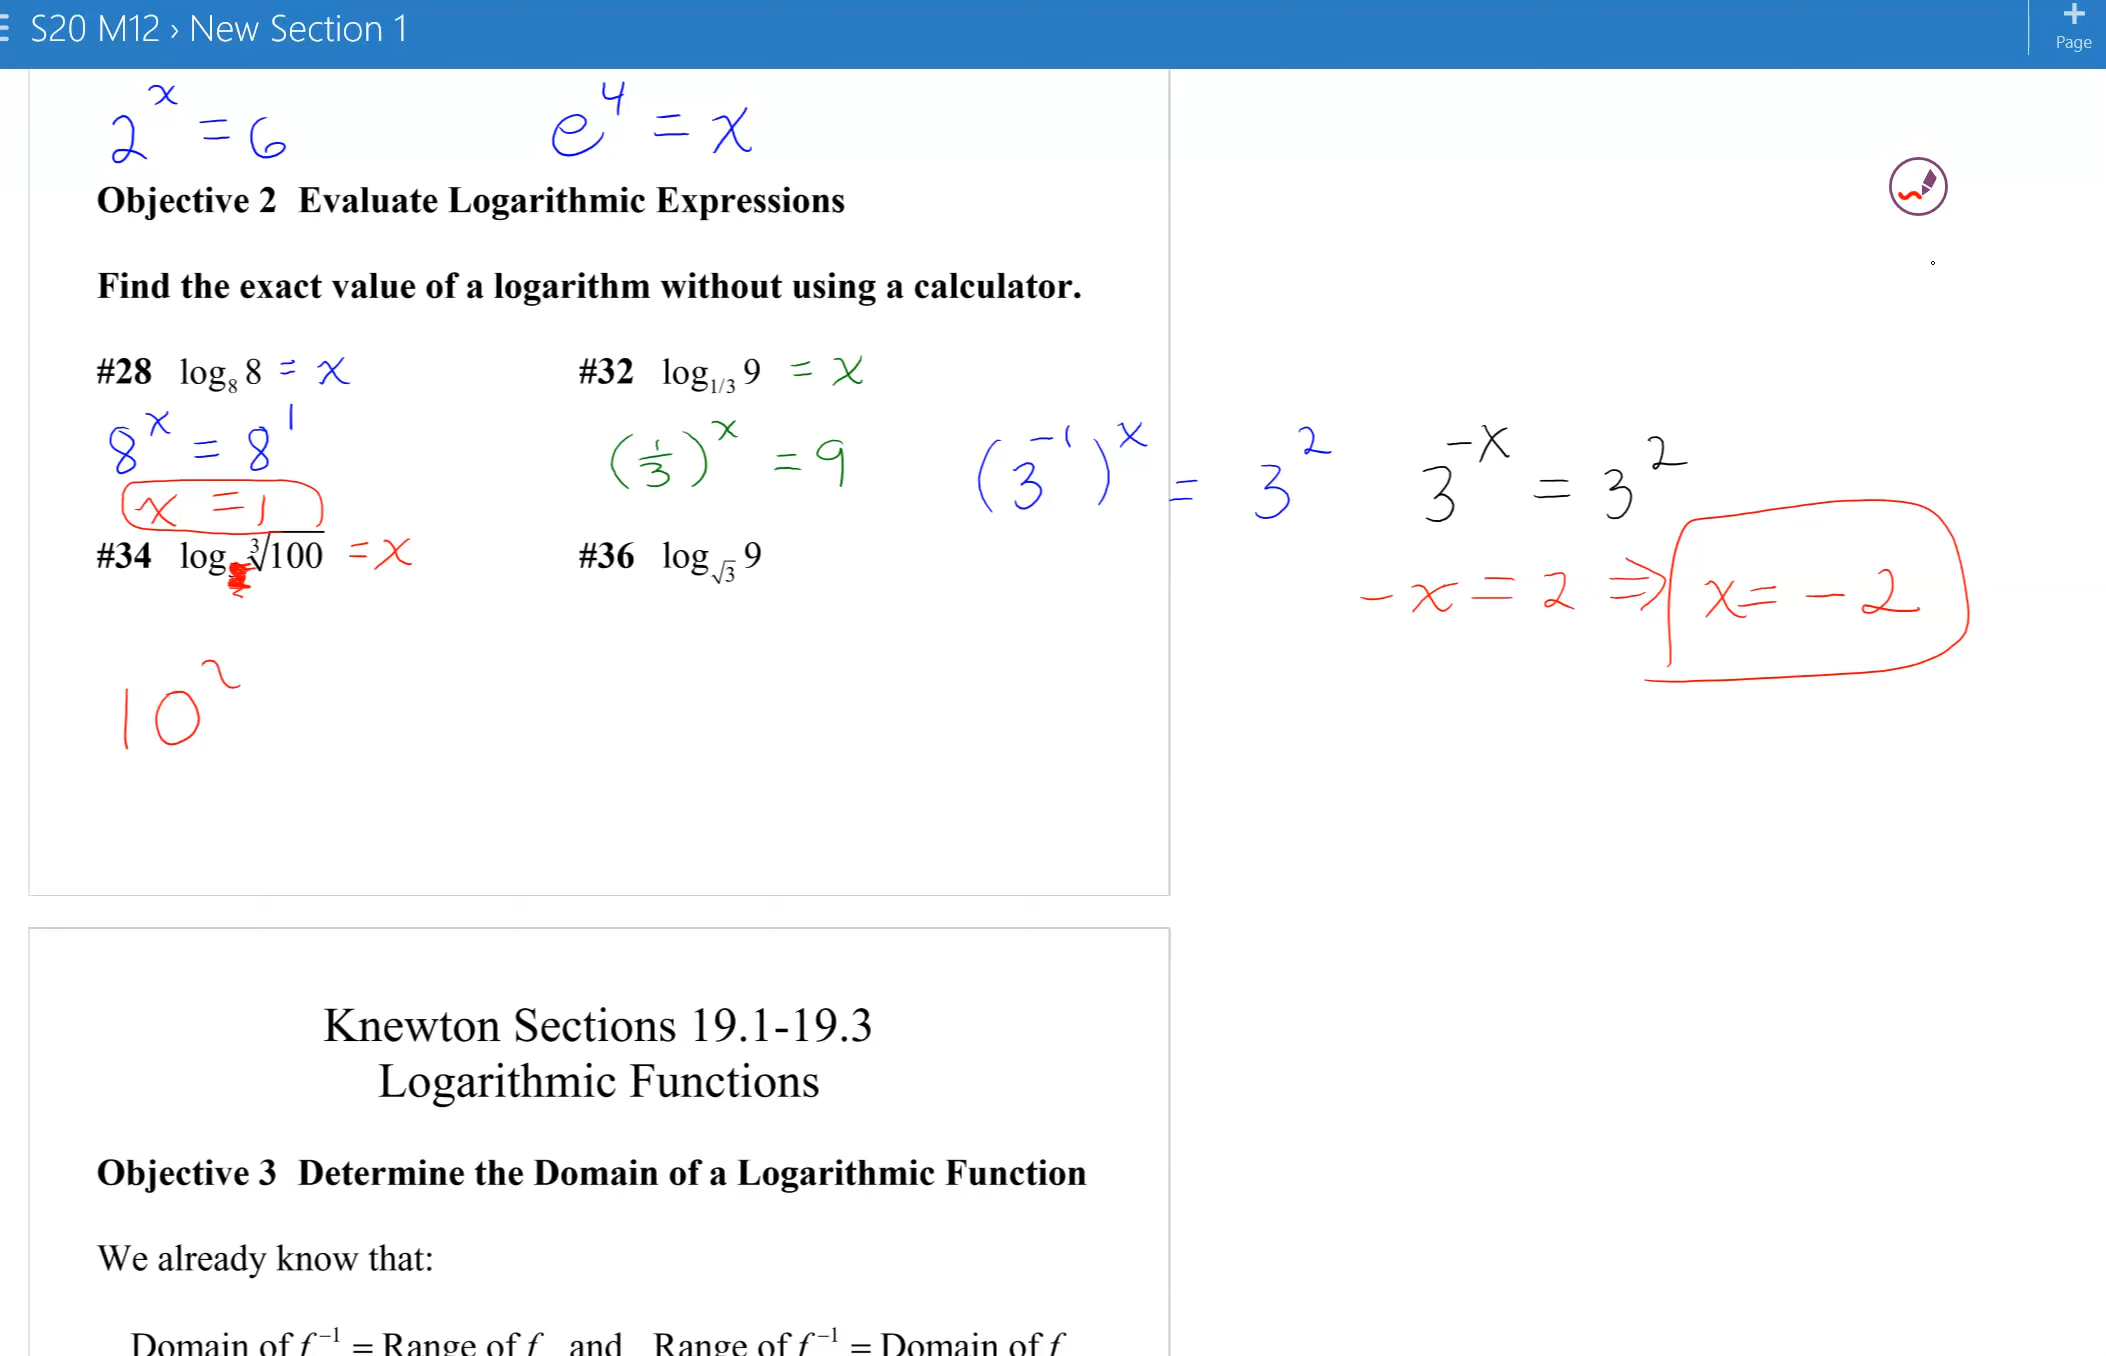 S20 M12 › New Section 1
+
Page
2^x = 6 e^4 = x
Objective 2 Evaluate Logarithmic Expressions
Find the exact value of a logarithm without using a calculator.
#28 log₈ 8 = x #32 log_{1/3} 9 = x
8^x = 8^1 (1/3)^x = 9 (3^{-1})^x = 3^2 3^{-x} = 3^2
x = 1
-x = 2 ⇒ x = -2
#34 log ∛100 = x #36 log_{√3} 9
10^2
Knewton Sections 19.1-19.3
Logarithmic Functions
Objective 3 Determine the Domain of a Logarithmic Function
We already know that:
Domain of f⁻¹ = Range of f and Range of f⁻¹ = Domain of f